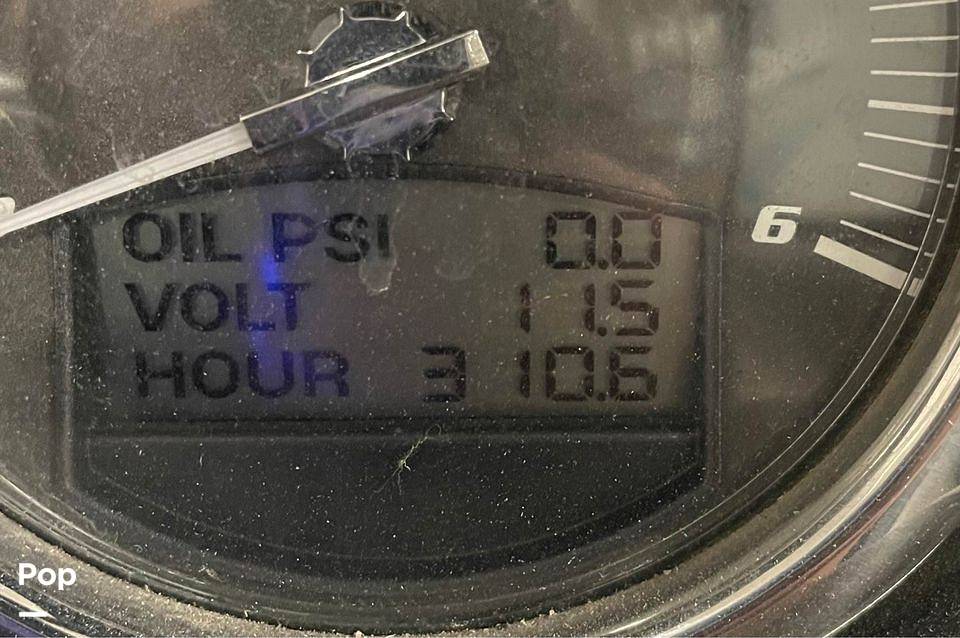 OIL PSI 0.0
VOLT 11.5
HOUR 310.6
6
Pop